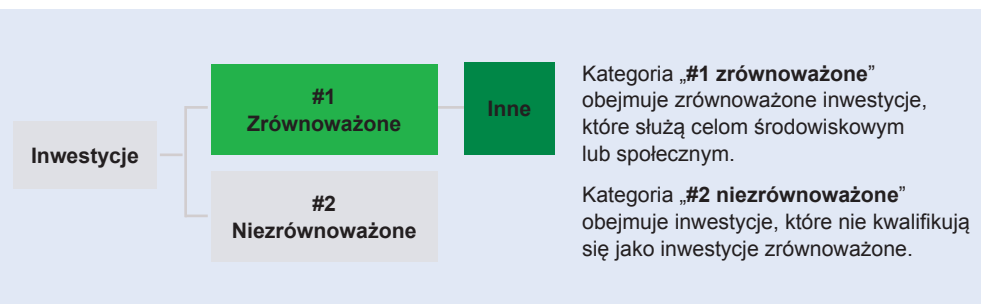 Inwestycje
#1
Zrównoważone
Inne
#2
Niezrównoważone
Kategoria „#1 zrównoważone”
obejmuje zrównoważone inwestycje,
które służą celom środowiskowym
lub społecznym.
Kategoria „#2 niezrównoważone”
obejmuje inwestycje, które nie kwalifikują
się jako inwestycje zrównoważone.